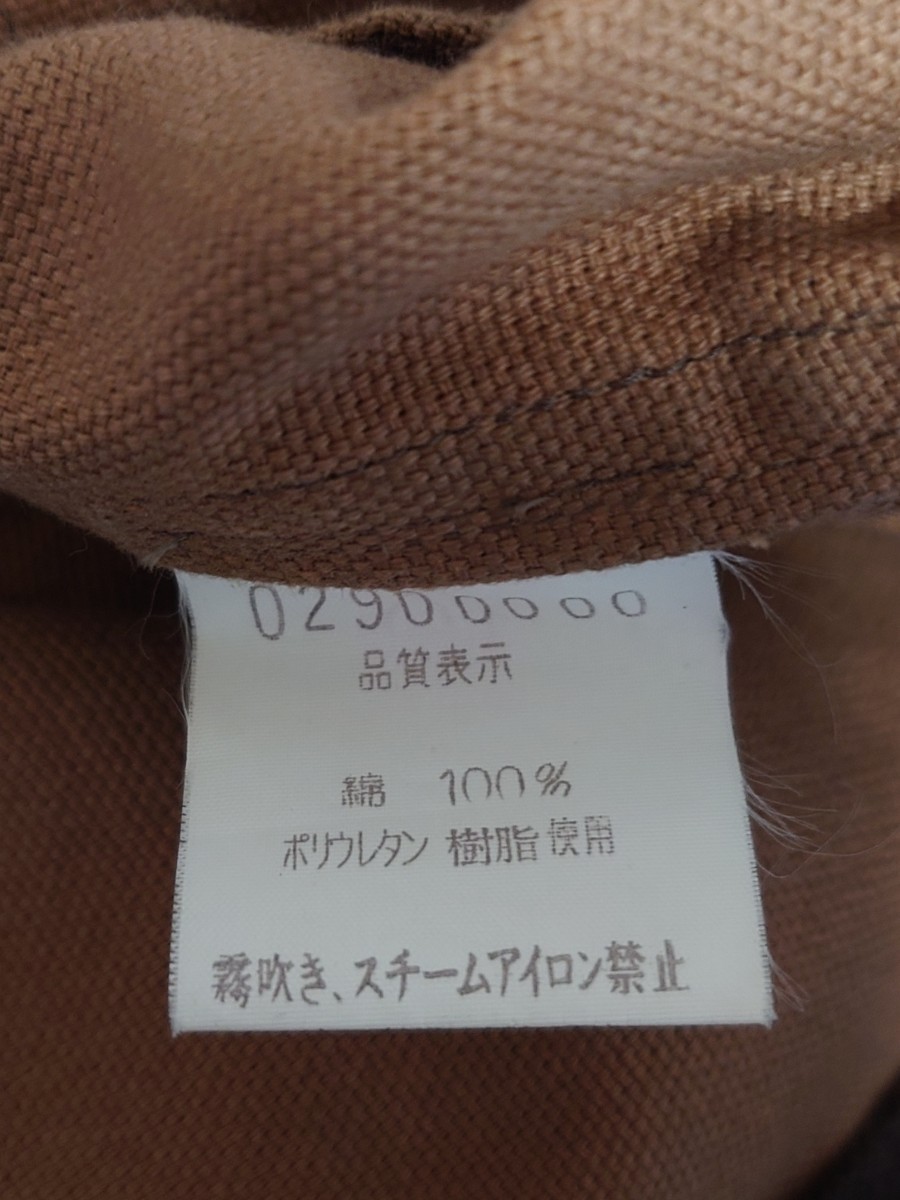 品質表示
綿 100%
ポリウレタン 樹脂使用
霧吹き、スチームアイロン禁止